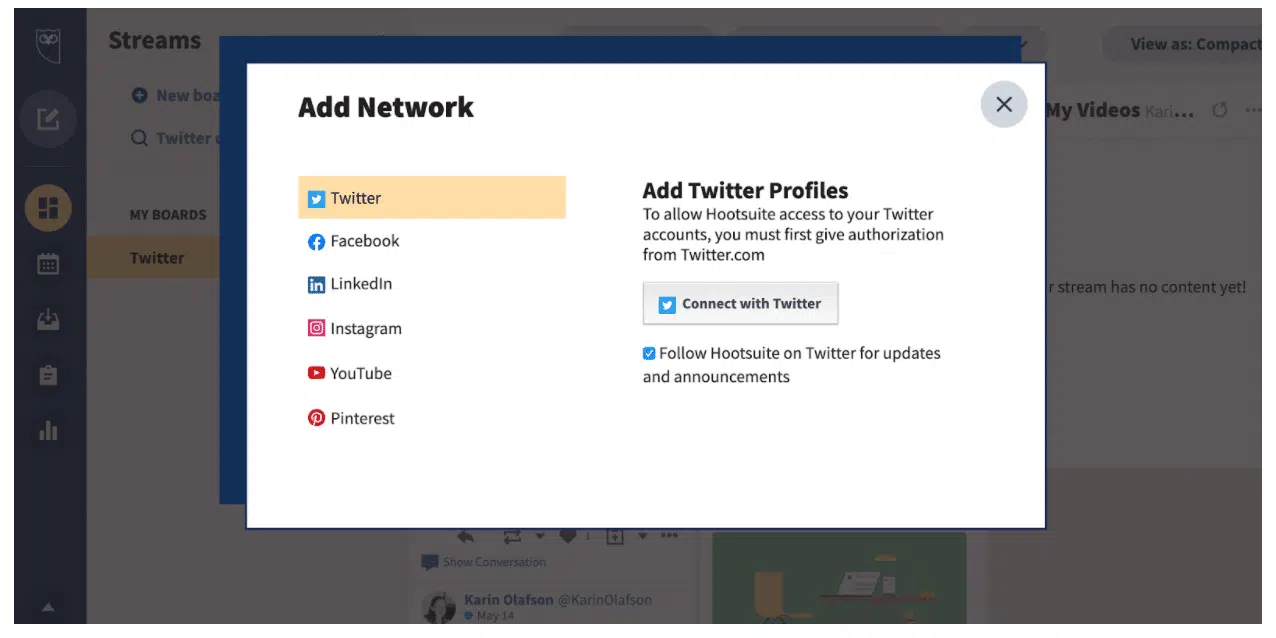 Streams
View as: Compact
New boa
Twitter
MY BOARDS
Twitter
My Videos Kari...
r stream has no content yet!
Add Network
Twitter
Facebook
LinkedIn
Instagram
YouTube
Pinterest
Add Twitter Profiles
To allow Hootsuite access to your Twitter
accounts, you must first give authorization
from Twitter.com
Connect with Twitter
Follow Hootsuite on Twitter for updates
and announcements
Show Conversation
Karin Olafson @KarinOlafson
May 14